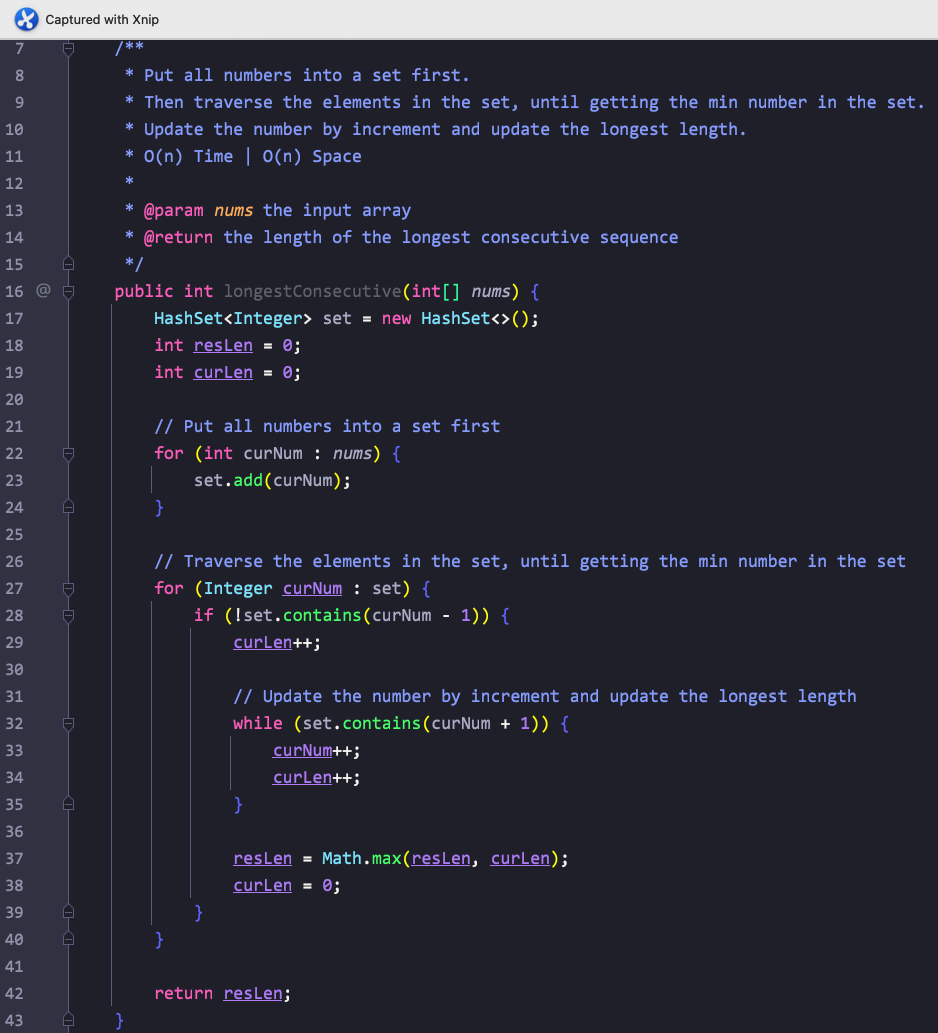 Captured with Xnip
7 /**
8 * Put all numbers into a set first.
9 * Then traverse the elements in the set, until getting the min number in the set.
10 * Update the number by increment and update the longest length.
11 * O(n) Time | O(n) Space
12 *
13 * @param nums the input array
14 * @return the length of the longest consecutive sequence
15 */
16 @ public int longestConsecutive(int[] nums) {
17 HashSet<Integer> set = new HashSet<>();
18 int resLen = 0;
19 int curLen = 0;
20
21 // Put all numbers into a set first
22 for (int curNum : nums) {
23 set.add(curNum);
24 }
25
26 // Traverse the elements in the set, until getting the min number in the set
27 for (Integer curNum : set) {
28 if (!set.contains(curNum - 1)) {
29 curLen++;
30
31 // Update the number by increment and update the longest length
32 while (set.contains(curNum + 1)) {
33 curNum++;
34 curLen++;
35 }
36
37 resLen = Math.max(resLen, curLen);
38 curLen = 0;
39 }
40 }
41
42 return resLen;
43 }